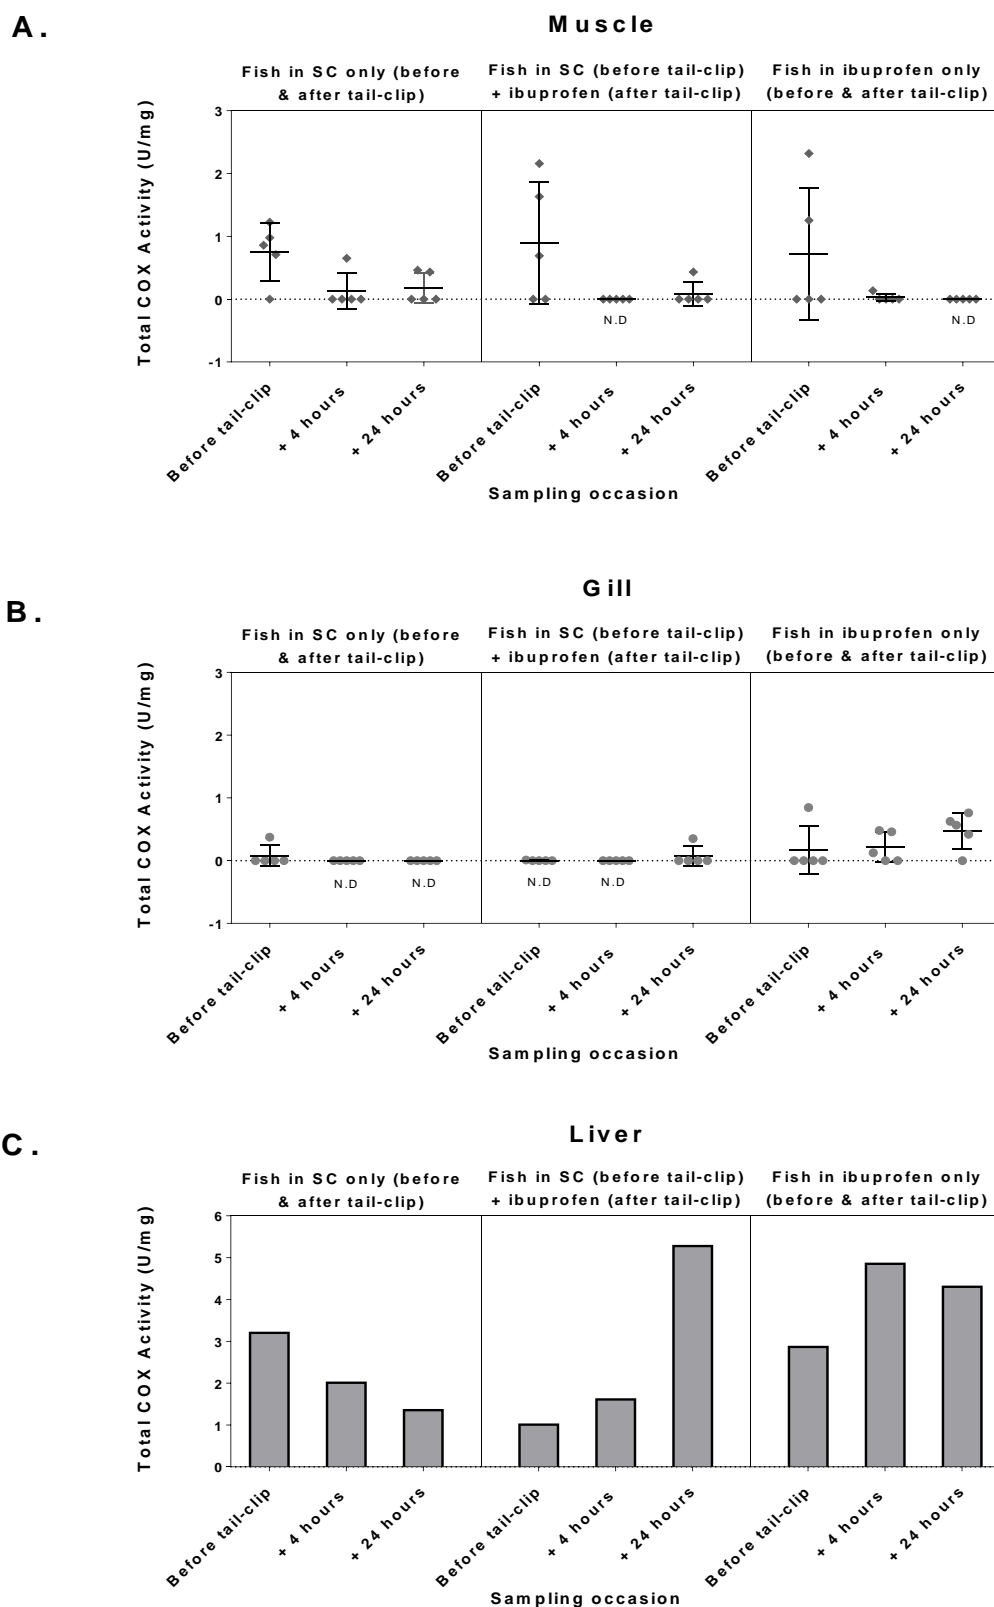 A.
Muscle
Fish in SC only (before
& after tail-clip)
Fish in SC (before tail-clip)
+ ibuprofen (after tail-clip)
Fish in ibuprofen only
(before & after tail-clip)
Total COX Activity (U/mg)
3
2
1
0
-1
N.D
N.D
Before tail-clip
+ 4 hours
+ 24 hours
Before tail-clip
+ 4 hours
+ 24 hours
Before tail-clip
+ 4 hours
+ 24 hours
Sampling occasion
B.
Gill
Fish in SC only (before
& after tail-clip)
Fish in SC (before tail-clip)
+ ibuprofen (after tail-clip)
Fish in ibuprofen only
(before & after tail-clip)
Total COX Activity (U/mg)
3
2
1
0
-1
N.D
N.D
N.D
N.D
Before tail-clip
+ 4 hours
+ 24 hours
Before tail-clip
+ 4 hours
+ 24 hours
Before tail-clip
+ 4 hours
+ 24 hours
Sampling occasion
C.
Liver
Fish in SC only (before
& after tail-clip)
Fish in SC (before tail-clip)
+ ibuprofen (after tail-clip)
Fish in ibuprofen only
(before & after tail-clip)
Total COX Activity (U/mg)
6
5
4
3
2
1
0
Before tail-clip
+ 4 hours
+ 24 hours
Before tail-clip
+ 4 hours
+ 24 hours
Before tail-clip
+ 4 hours
+ 24 hours
Sampling occasion